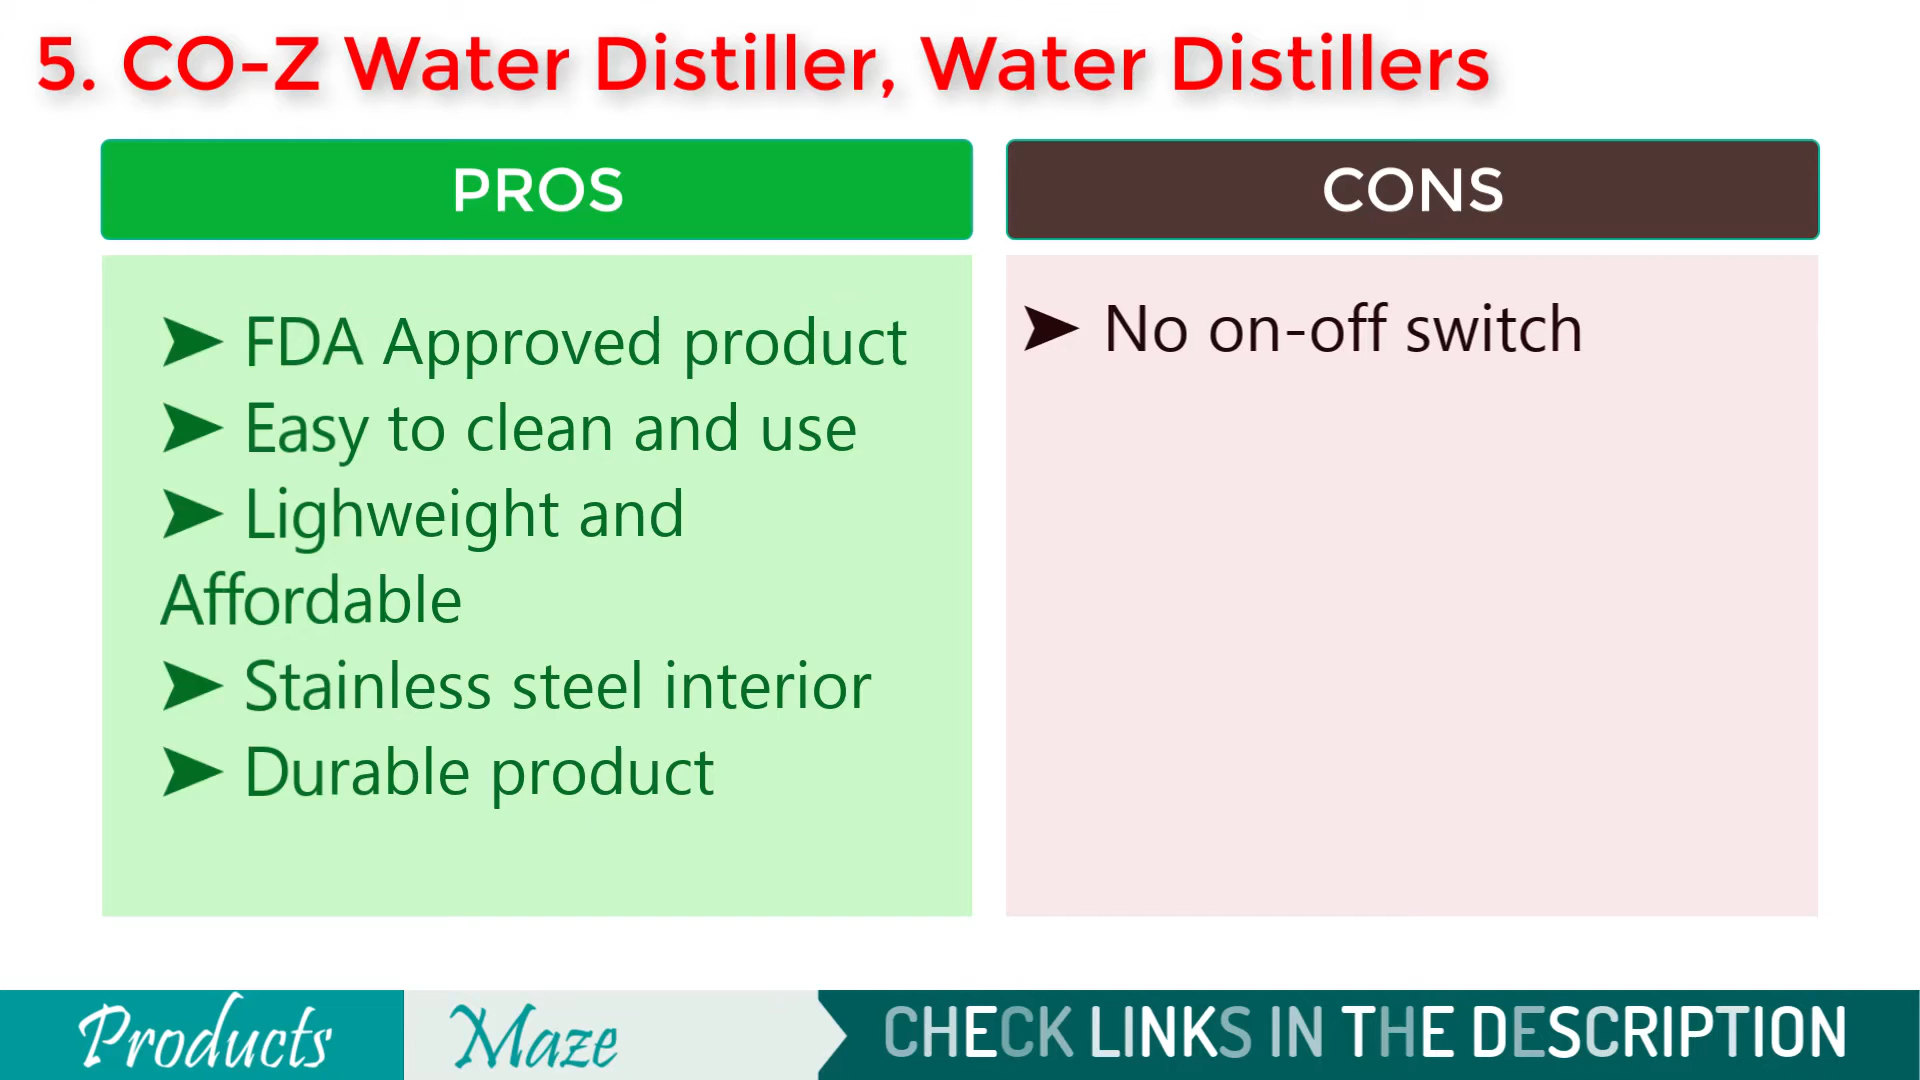 5. CO-Z Water Distiller, Water Distillers
PROS
➤ FDA Approved product
➤ Easy to clean and use
➤ Lighweight and
Affordable
➤ Stainless steel interior
➤ Durable product
CONS
➤ No on-off switch
Products Maze
CHECK LINKS IN THE DESCRIPTION